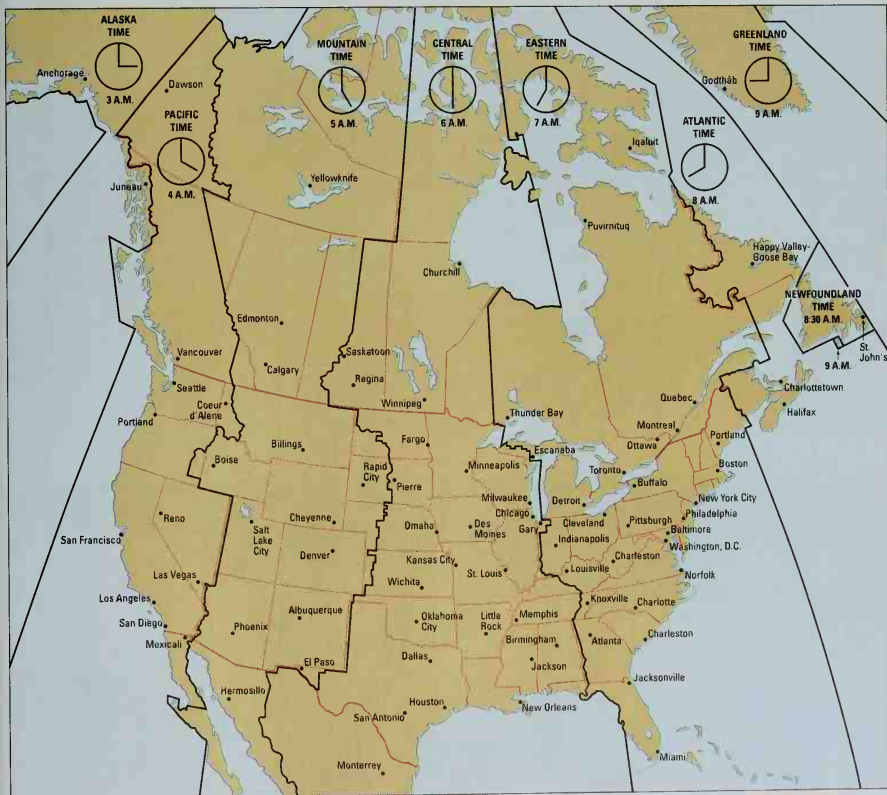 ALASKA
TIME
3 A.M.
Anchorage
Dawson
PACIFIC
TIME
4 A.M.
Juneau
MOUNTAIN
TIME
5 A.M.
CENTRAL
TIME
6 A.M.
EASTERN
TIME
7 A.M.
GREENLAND
TIME
9 A.M.
Godthåb
ATLANTIC
TIME
8 A.M.
Iqaluit
Yellowknife
Puvirnituq
Churchill
Happy Valley-
Goose Bay
NEWFOUNDLAND
TIME
8:30 A.M.
St.
John's
9 A.M.
Edmonton
Calgary
Saskatoon
Regina
Winnipeg
Vancouver
Seattle
Coeur
d'Alene
Portland
Thunder Bay
Quebec
Montreal
Ottawa
Charlottetown
Halifax
Portland
Boston
Billings
Boise
Fargo
Rapid
City
Pierre
Minneapolis
Escanaba
Toronto
Buffalo
Milwaukee
Chicago
Gary
Detroit
Cleveland
Indianapolis
Pittsburgh
New York City
Philadelphia
Baltimore
Washington, D.C.
Reno
San Francisco
Salt
Lake
City
Cheyenne
Denver
Omaha
Des
Moines
Kansas City
St. Louis
Louisville
Charleston
Norfolk
Las Vegas
Los Angeles
San Diego
Mexicali
Phoenix
Albuquerque
El Paso
Wichita
Oklahoma
City
Little
Rock
Memphis
Knoxville
Charlotte
Birmingham
Atlanta
Charleston
Dallas
Jackson
Jacksonville
Hermosillo
Houston
San Antonio
New Orleans
Monterrey
Miami